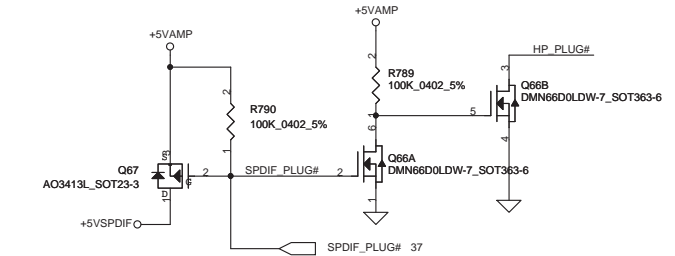 +5VAMP
+5VAMP
HP_PLUG#
2
3
R789
100K_0402_5%
Q66B
DMN66D0LDW-7_SOT363-6
2
R790
100K_0402_5%
1
5
6
4
1
Q66A
DMN66D0LDW-7_SOT363-6
S
3
Q67
AO3413L_SOT23-3
2
G
SPDIF_PLUG#
2
D
1
1
+5VSPDIF
SPDIF_PLUG# 37